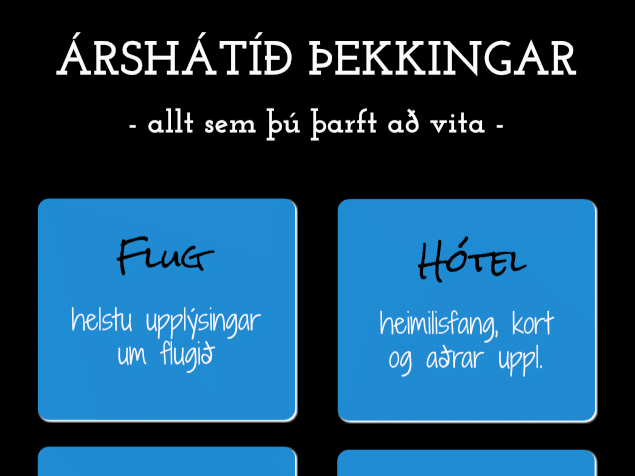 ÁRSHÁTÍÐ ÞEKKINGAR
- allt sem þú þarft að vita -
Flug
helstu upplýsingar
um flugið
Hótel
heimilisfang, kort
og aðrar uppl.